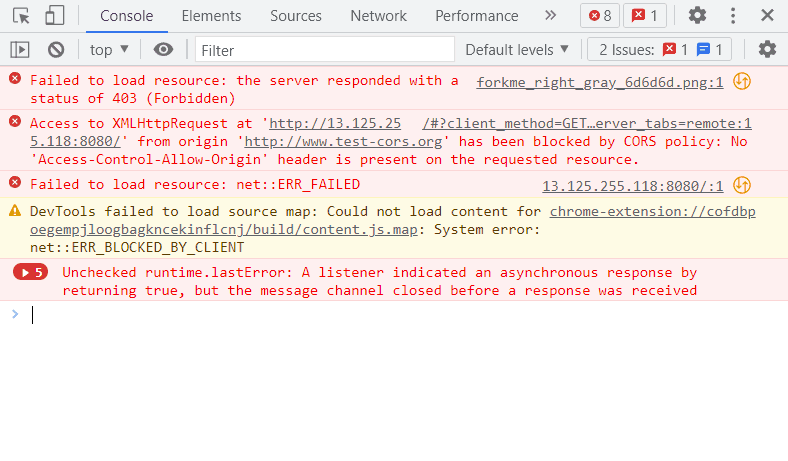 Console Elements Sources Network Performance 8 1
top Filter Default levels 2 Issues: 1 1
Failed to load resource: the server responded with a forkme_right_gray_6d6d6d.png:1
status of 403 (Forbidden)
Access to XMLHttpRequest at 'http://13.125.25 /#?client_method=GET…erver_tabs=remote:1
5.118:8080/' from origin 'http://www.test-cors.org' has been blocked by CORS policy: No
'Access-Control-Allow-Origin' header is present on the requested resource.
Failed to load resource: net::ERR_FAILED 13.125.255.118:8080/:1
DevTools failed to load source map: Could not load content for chrome-extension://cofdbp
oegempjloogbagkncekinflcnj/build/content.js.map: System error:
net::ERR_BLOCKED_BY_CLIENT
5 Unchecked runtime.lastError: A listener indicated an asynchronous response by
returning true, but the message channel closed before a response was received